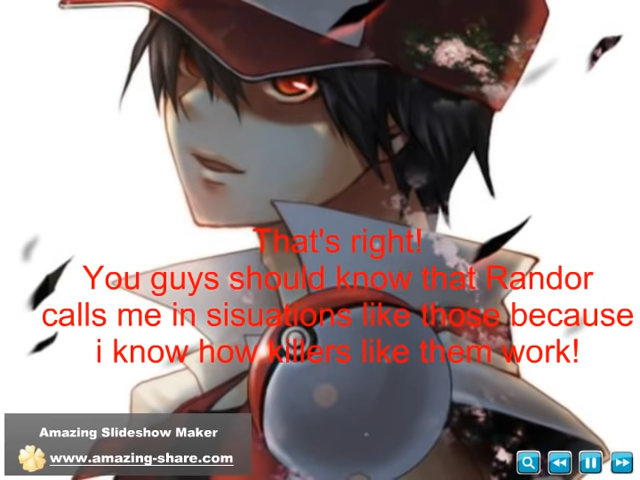 That's right!
You guys should know that Randor
calls me in sisuations like those because
i know how killers like them work!
Amazing Slideshow Maker
www.amazing-share.com